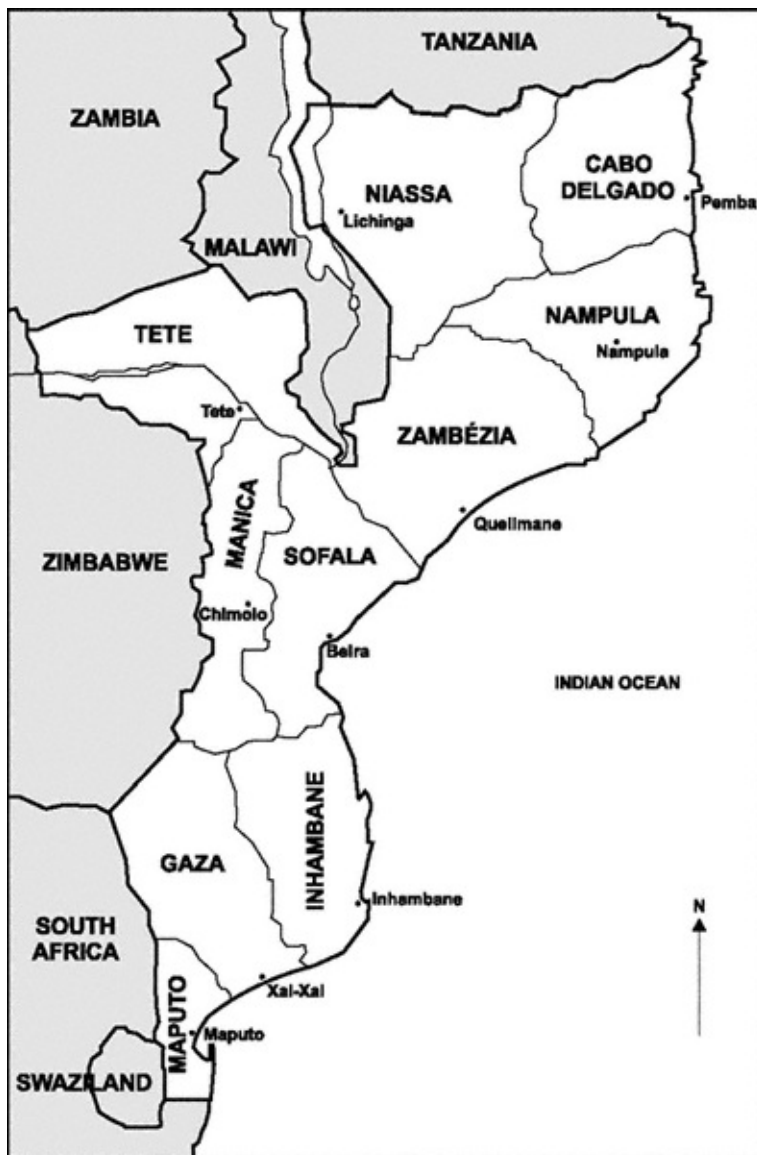 TANZANIA
ZAMBIA
CABO
DELGADO
NIASSA
Pemba
Lichinga
MALAWI
NAMPULA
TETE
Nampula
Tete
ZAMBÉZIA
MANICA
Quelimane
SOFALA
ZIMBABWE
Chimoio
Beira
INDIAN OCEAN
INHAMBANE
GAZA
Inhambane
N
SOUTH
AFRICA
Xai-Xai
MAPUTO
Maputo
SWAZILAND